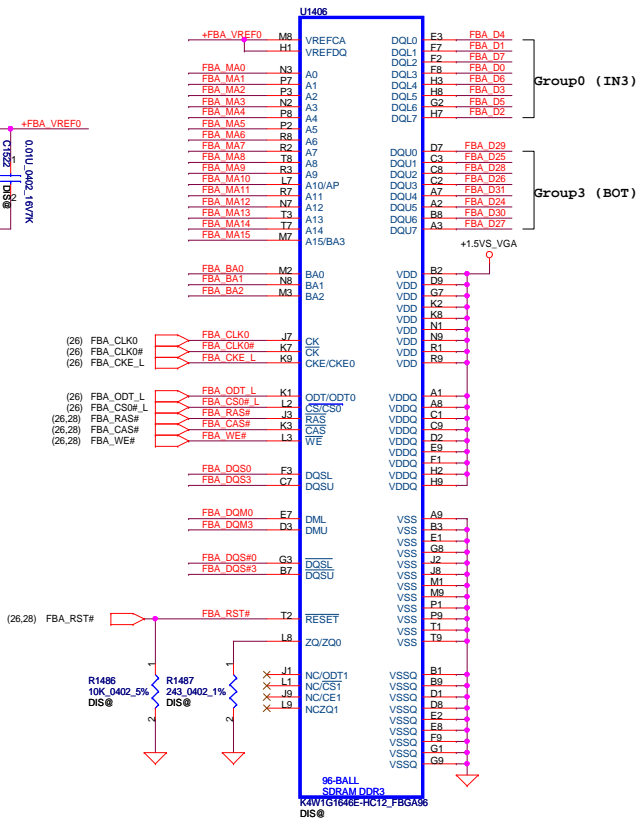 U1406
+FBA_VREF0 M8 VREFCA DQL0 E3 FBA_D4
H1 VREFDQ DQL1 F7 FBA_D1
DQL2 F2 FBA_D7
FBA_MA0 N3 A0 DQL3 F8 FBA_D0
FBA_MA1 P7 A1 DQL4 H3 FBA_D6
FBA_MA2 P3 A2 DQL5 H8 FBA_D3
FBA_MA3 N2 A3 DQL6 G2 FBA_D5
FBA_MA4 P8 A4 DQL7 H7 FBA_D2
Group0 (IN3)
FBA_MA5 P2 A5
FBA_MA6 R8 A6
FBA_MA7 R2 A7 DQU0 D7 FBA_D29
FBA_MA8 T8 A8 DQU1 C3 FBA_D25
FBA_MA9 R3 A9 DQU2 C8 FBA_D28
FBA_MA10 L7 A10/AP DQU3 C2 FBA_D26
FBA_MA11 R7 A11 DQU4 A7 FBA_D31
FBA_MA12 N7 A12 DQU5 A2 FBA_D24
FBA_MA13 T3 A13 DQU6 B8 FBA_D30
FBA_MA14 T7 A14 DQU7 A3 FBA_D27
FBA_MA15 M7 A15/BA3
Group3 (BOT)
+FBA_VREF0
0.01U_0402_16V7K
C1522
DIS@
1
2
+1.5VS_VGA
FBA_BA0 M2 BA0 VDD B2
FBA_BA1 N8 BA1 VDD D9
FBA_BA2 M3 BA2 VDD G7
VDD K2
VDD K8
VDD N1
(26) FBA_CLK0 FBA_CLK0 J7 CK VDD N9
(26) FBA_CLK0# FBA_CLK0# K7 CK VDD R1
(26) FBA_CKE_L FBA_CKE_L K9 CKE/CKE0 VDD R9
(26) FBA_ODT_L FBA_ODT_L K1 ODT/ODT0 VDDQ A1
(26) FBA_CS0#_L FBA_CS0#_L L2 CS/CS0 VDDQ A8
(26,28) FBA_RAS# FBA_RAS# J3 RAS VDDQ C1
(26,28) FBA_CAS# FBA_CAS# K3 CAS VDDQ C9
(26,28) FBA_WE# FBA_WE# L3 WE VDDQ D2
VDDQ E9
VDDQ F1
FBA_DQS0 F3 DQSL VDDQ H2
FBA_DQS3 C7 DQSU VDDQ H9
FBA_DQM0 E7 DML VSS A9
FBA_DQM3 D3 DMU VSS B3
VSS E1
VSS G8
FBA_DQS#0 G3 DQSL VSS J2
FBA_DQS#3 B7 DQSU VSS J8
VSS M1
VSS M9
VSS P1
(26,28) FBA_RST# FBA_RST# T2 RESET VSS P9
VSS T1
L8 ZQ/ZQ0 VSS T9
J1 NC/ODT1 VSSQ B1
L1 NC/CS1 VSSQ B9
J9 NC/CE1 VSSQ D1
L9 NCZQ1 VSSQ D8
VSSQ E2
VSSQ E8
VSSQ F9
VSSQ G1
VSSQ G9
1 1
R1486 R1487
10K_0402_5% 243_0402_1%
DIS@ DIS@
2 2
96-BALL
SDRAM DDR3
K4W1G1646E-HC12_FBGA96
DIS@